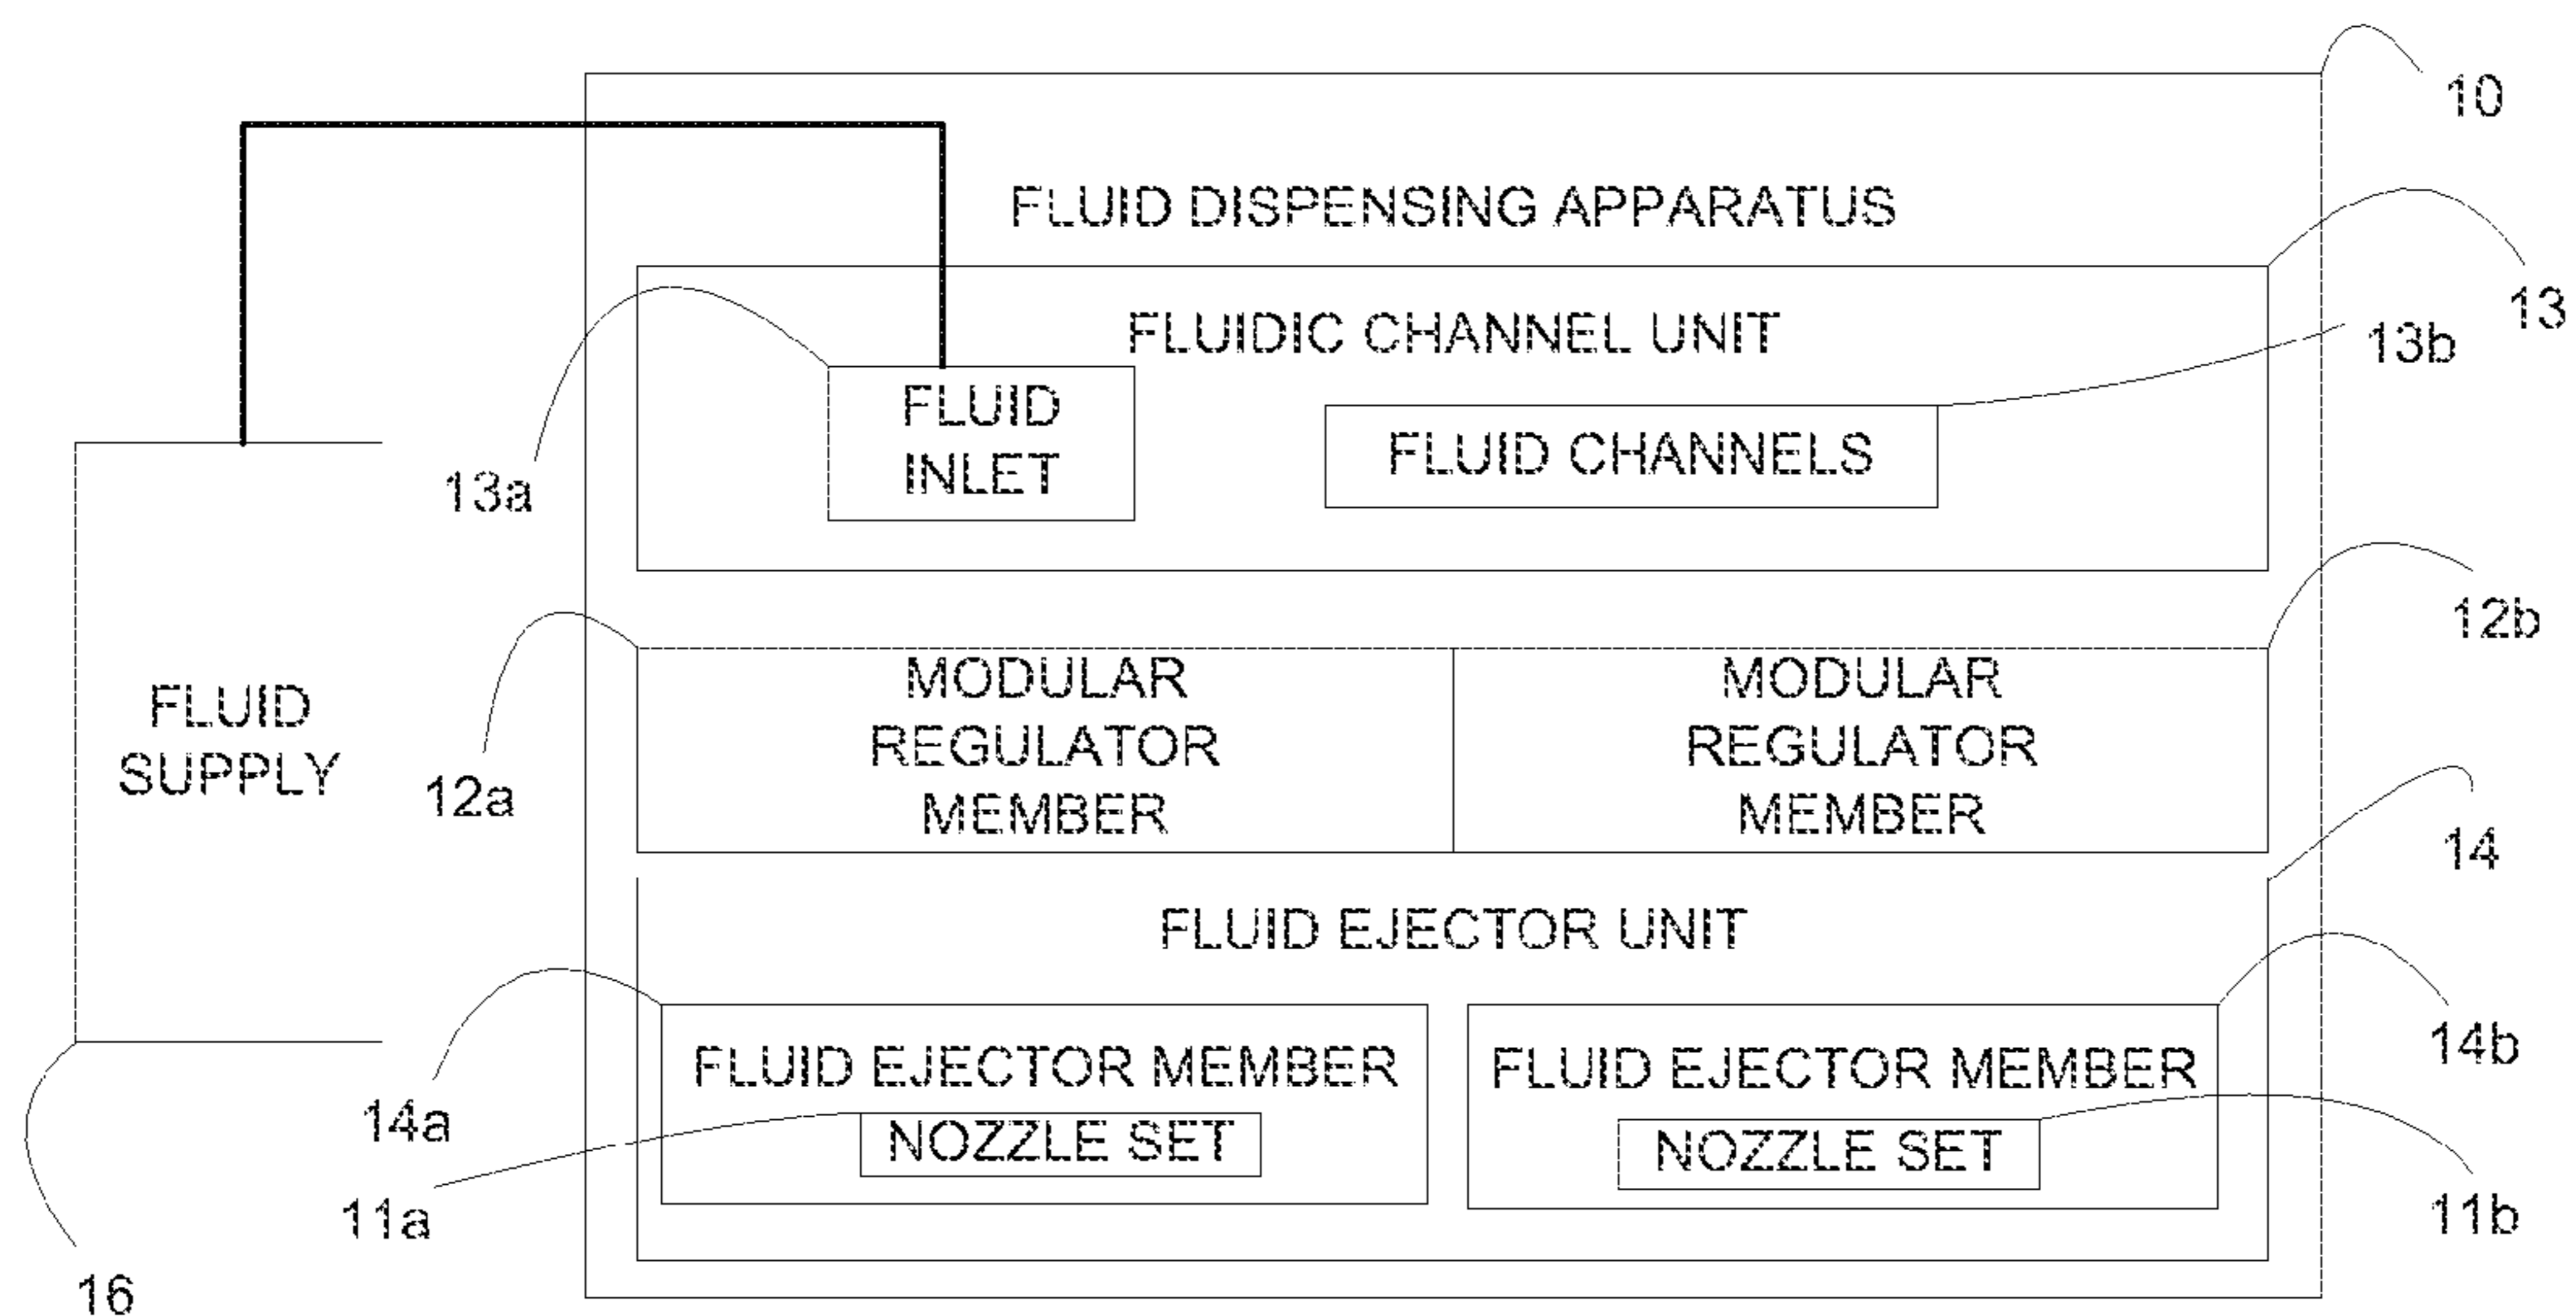 10
FLUID DISPENSING APPARATUS
13
FLUIDIC CHANNEL UNIT
13b
FLUID
INLET
FLUID CHANNELS
13a
12b
MODULAR
REGULATOR
MEMBER
MODULAR
REGULATOR
MEMBER
FLUID
SUPPLY
12a
14
FLUID EJECTOR UNIT
14b
FLUID EJECTOR MEMBER
FLUID EJECTOR MEMBER
14a
NOZZLE SET
NOZZLE SET
11a
11b
16